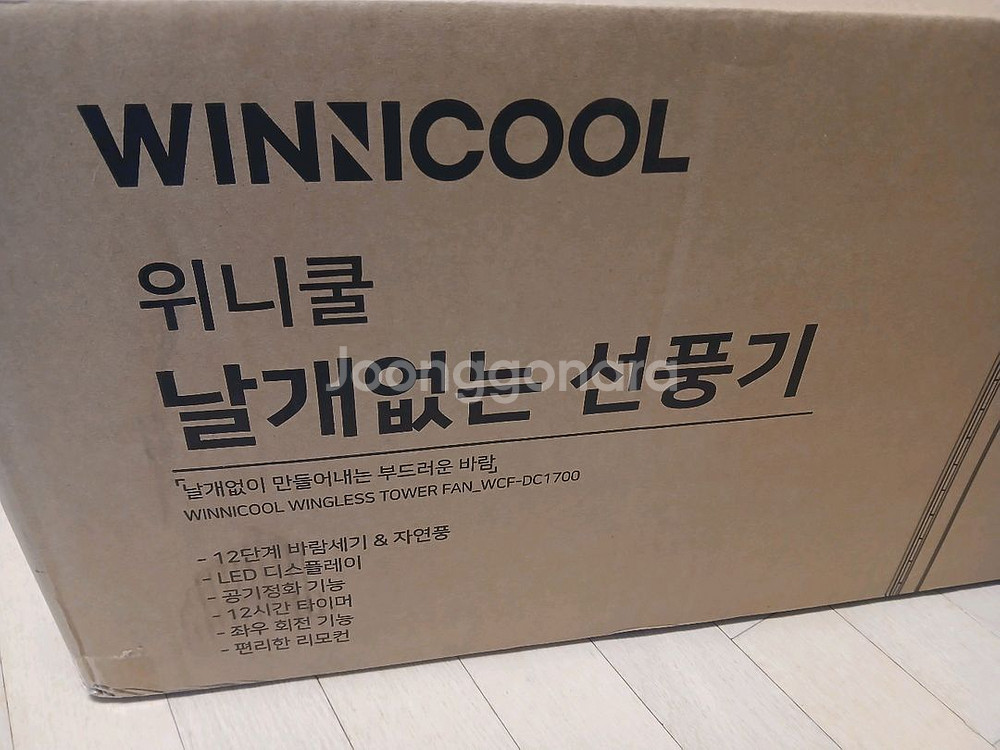 WINNICOOL
위니쿨
날개없는 선풍기
Joonggonara
「날개없이 만들어내는 부드러운 바람」
WINNICOOL WINGLESS TOWER FAN_WCF-DC1700
- 12단계 바람세기 & 자연풍
- LED 디스플레이
- 공기정화 기능
- 12시간 타이머
- 좌우 회전 기능
- 편리한 리모컨